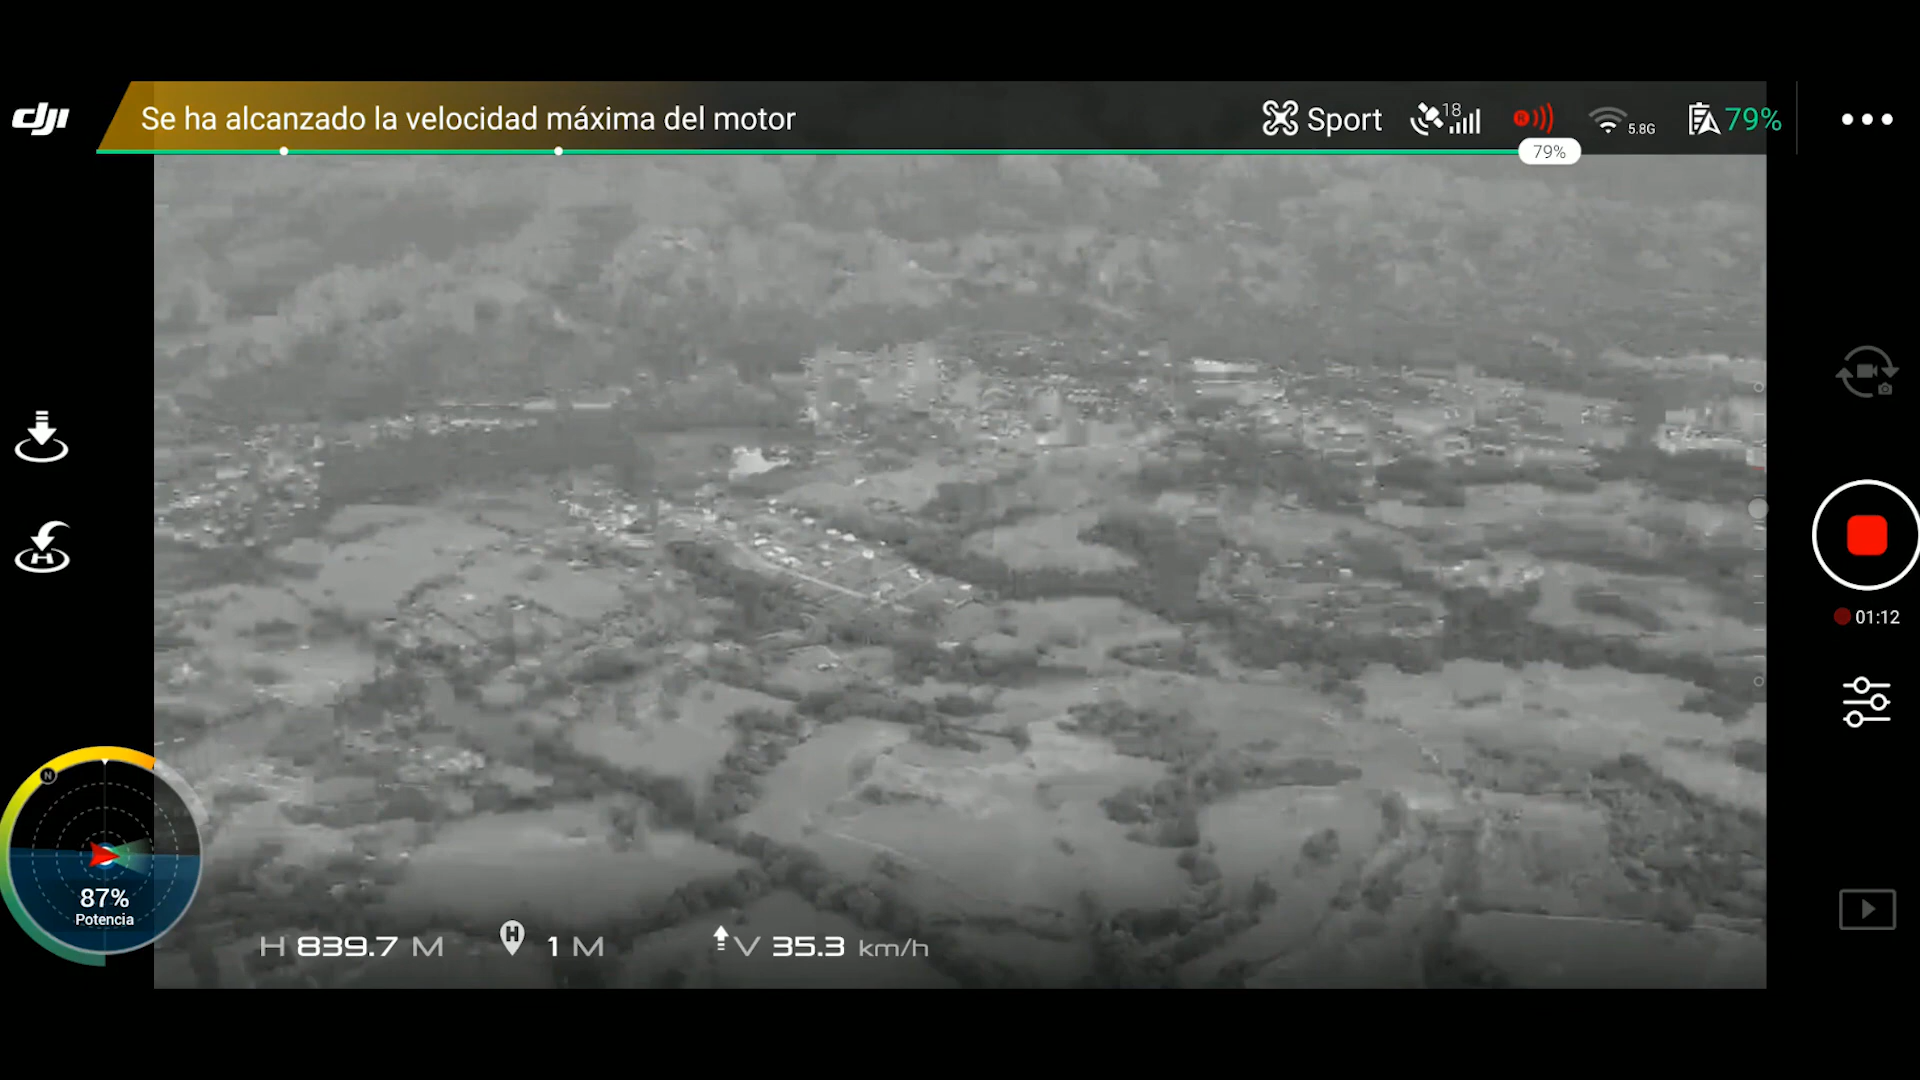 dji
Se ha alcanzado la velocidad máxima del motor
Sport
18
R
5.8G
79%
79%
01:12
N
87%
Potencia
H 839.7 M
H
1 M
V 35.3 km/h
H